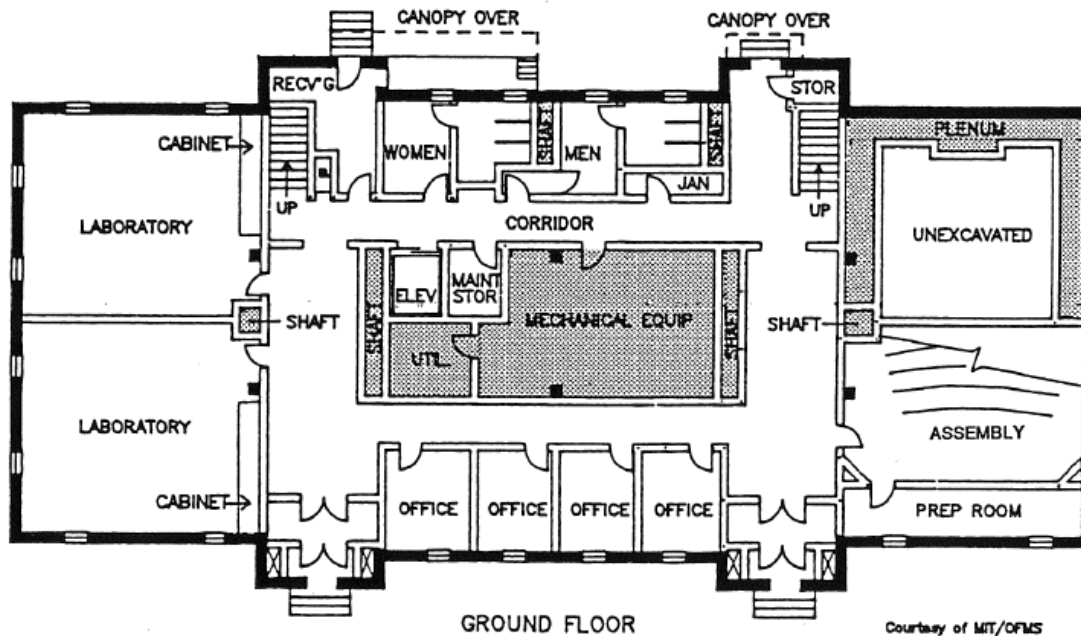 CANOPY OVER
CANOPY OVER
RECV'G
STOR
CABINET
WOMEN
SHAFT
MEN
SHAFT
PLENUM
JAN
UP
UP
LABORATORY
CORRIDOR
UNEXCAVATED
ELEV.
MAINT
STOR
SHAFT
SHAFT
MECHANICAL EQUIP
SHAFT
SHAFT
UTIL.
LABORATORY
ASSEMBLY
CABINET
OFFICE
OFFICE
OFFICE
OFFICE
PREP ROOM
GROUND FLOOR
Courtesy of MIT/OFMS